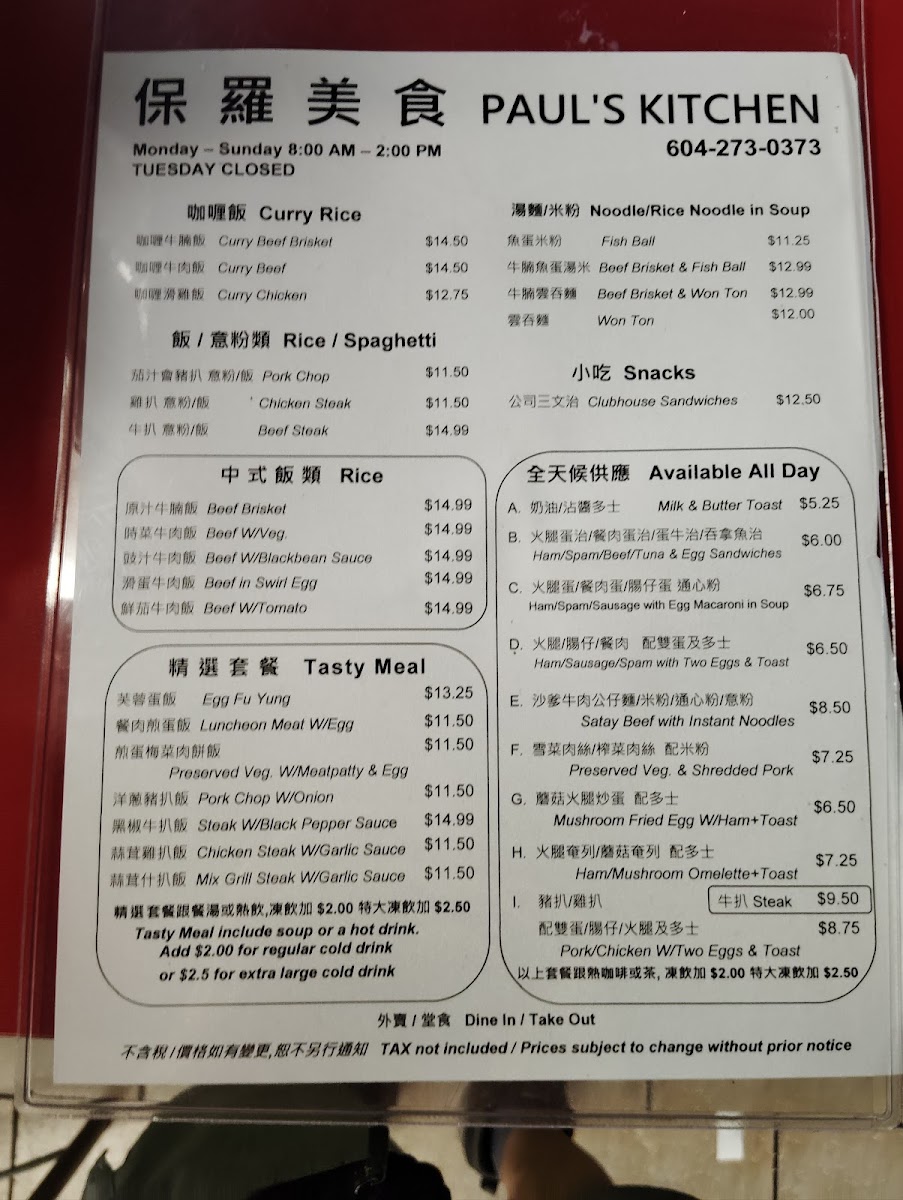 保羅美食 PAUL'S KITCHEN
Monday – Sunday 8:00 AM – 2:00 PM
604-273-0373
TUESDAY CLOSED
咖喱飯 Curry Rice
咖喱牛腩飯 Curry Beef Brisket $14.50
咖喱牛肉飯 Curry Beef $14.50
咖喱滑雞飯 Curry Chicken $12.75
飯 / 意粉類 Rice / Spaghetti
茄汁會豬扒 意粉/飯 Pork Chop $11.50
雞扒 意粉/飯 Chicken Steak $11.50
牛扒 意粉/飯 Beef Steak $14.99
中式飯類 Rice
原汁牛腩飯 Beef Brisket $14.99
時菜牛肉飯 Beef W/Veg. $14.99
豉汁牛肉飯 Beef W/Blackbean Sauce $14.99
滑蛋牛肉飯 Beef in Swirl Egg $14.99
鮮茄牛肉飯 Beef W/Tomato $14.99
精選套餐 Tasty Meal
芙蓉蛋飯 Egg Fu Yung $13.25
餐肉煎蛋飯 Luncheon Meat W/Egg $11.50
煎蛋梅菜肉餅飯 $11.50
Preserved Veg. W/Meatpatty & Egg
洋蔥豬扒飯 Pork Chop W/Onion $11.50
黑椒牛扒飯 Steak W/Black Pepper Sauce $14.99
蒜茸雞扒飯 Chicken Steak W/Garlic Sauce $11.50
蒜茸什扒飯 Mix Grill Steak W/Garlic Sauce $11.50
精選套餐跟餐湯或熱飲,凍飲加 $2.00 特大凍飲加 $2.50
Tasty Meal include soup or a hot drink.
Add $2.00 for regular cold drink
or $2.5 for extra large cold drink
湯麵/米粉 Noodle/Rice Noodle in Soup
魚蛋米粉 Fish Ball $11.25
牛腩魚蛋湯米 Beef Brisket & Fish Ball $12.99
牛腩雲吞麵 Beef Brisket & Won Ton $12.99
雲吞麵 Won Ton $12.00
小吃 Snacks
公司三文治 Clubhouse Sandwiches $12.50
全天候供應 Available All Day
A. 奶油/沾醬多士 Milk & Butter Toast $5.25
B. 火腿蛋治/餐肉蛋治/蛋牛治/吞拿魚治 $6.00
Ham/Spam/Beef/Tuna & Egg Sandwiches
C. 火腿蛋/餐肉蛋/腸仔蛋 通心粉 $6.75
Ham/Spam/Sausage with Egg Macaroni in Soup
D. 火腿/腸仔/餐肉 配雙蛋及多士 $6.50
Ham/Sausage/Spam with Two Eggs & Toast
E. 沙爹牛肉公仔麵/米粉/通心粉/意粉 $8.50
Satay Beef with Instant Noodles
F. 雪菜肉絲/榨菜肉絲 配米粉 $7.25
Preserved Veg. & Shredded Pork
G. 蘑菇火腿炒蛋 配多士 $6.50
Mushroom Fried Egg W/Ham+Toast
H. 火腿奄列/蘑菇奄列 配多士 $7.25
Ham/Mushroom Omelette+Toast
I. 豬扒/雞扒 牛扒 Steak $9.50
配雙蛋/腸仔/火腿及多士 $8.75
Pork/Chicken W/Two Eggs & Toast
以上套餐跟熱咖啡或茶, 凍飲加 $2.00 特大凍飲加 $2.50
外賣 / 堂食 Dine In / Take Out
不含稅 / 價格如有變更,恕不另行通知 TAX not included / Prices subject to change without prior notice